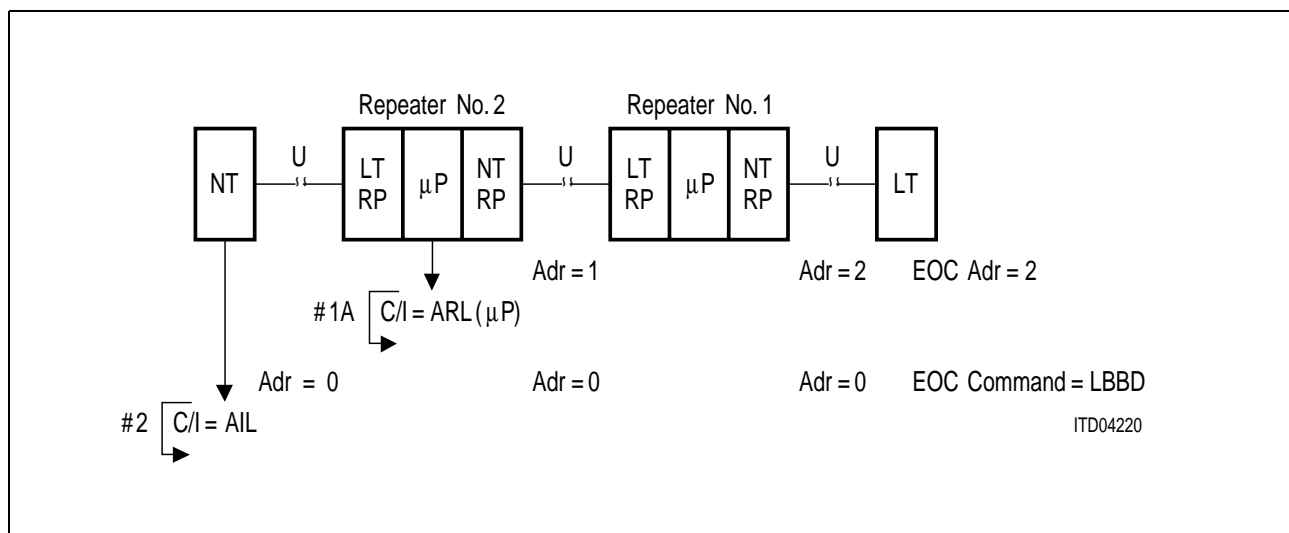 Repeater No. 2 Repeater No. 1
U U U
NT LT RP µP NT RP LT RP µP NT RP LT
Adr = 1 Adr = 2 EOC Adr = 2
#1A C/I = ARL (µP)
Adr = 0 Adr = 0 Adr = 0 EOC Command = LBBD
#2 C/I = AIL
ITD04220